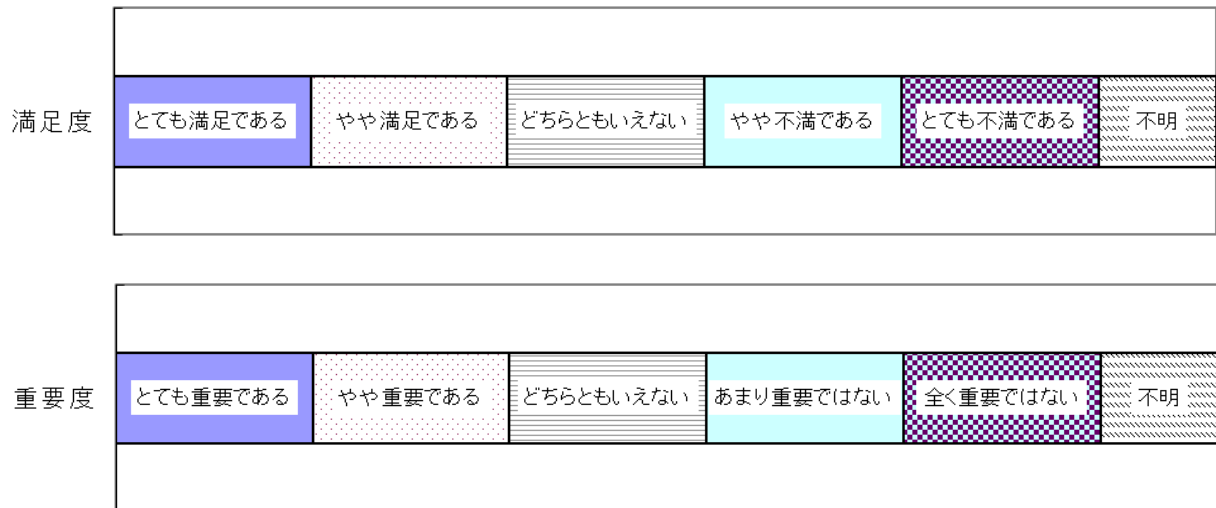 満足度
とても満足である
やや満足である
どちらともいえない
やや不満である
とても不満である
不明
重要度
とても重要である
やや重要である
どちらともいえない
あまり重要ではない
全く重要ではない
不明